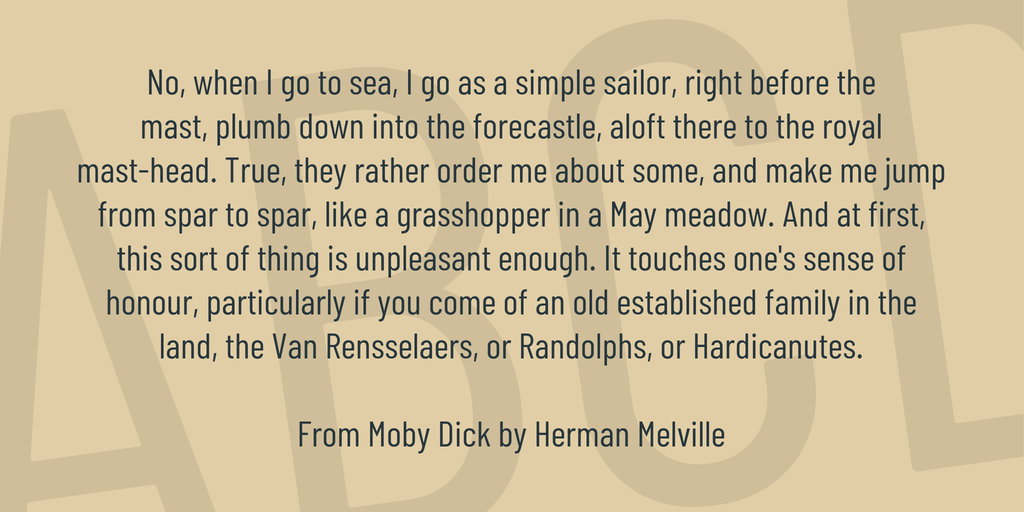 No, when I go to sea, I go as a simple sailor, right before the
mast, plumb down into the forecastle, aloft there to the royal
mast-head. True, they rather order me about some, and make me jump
from spar to spar, like a grasshopper in a May meadow. And at first,
this sort of thing is unpleasant enough. It touches one's sense of
honour, particularly if you come of an old established family in the
land, the Van Rensselaers, or Randolphs, or Hardicanutes.
From Moby Dick by Herman Melville
ABCD